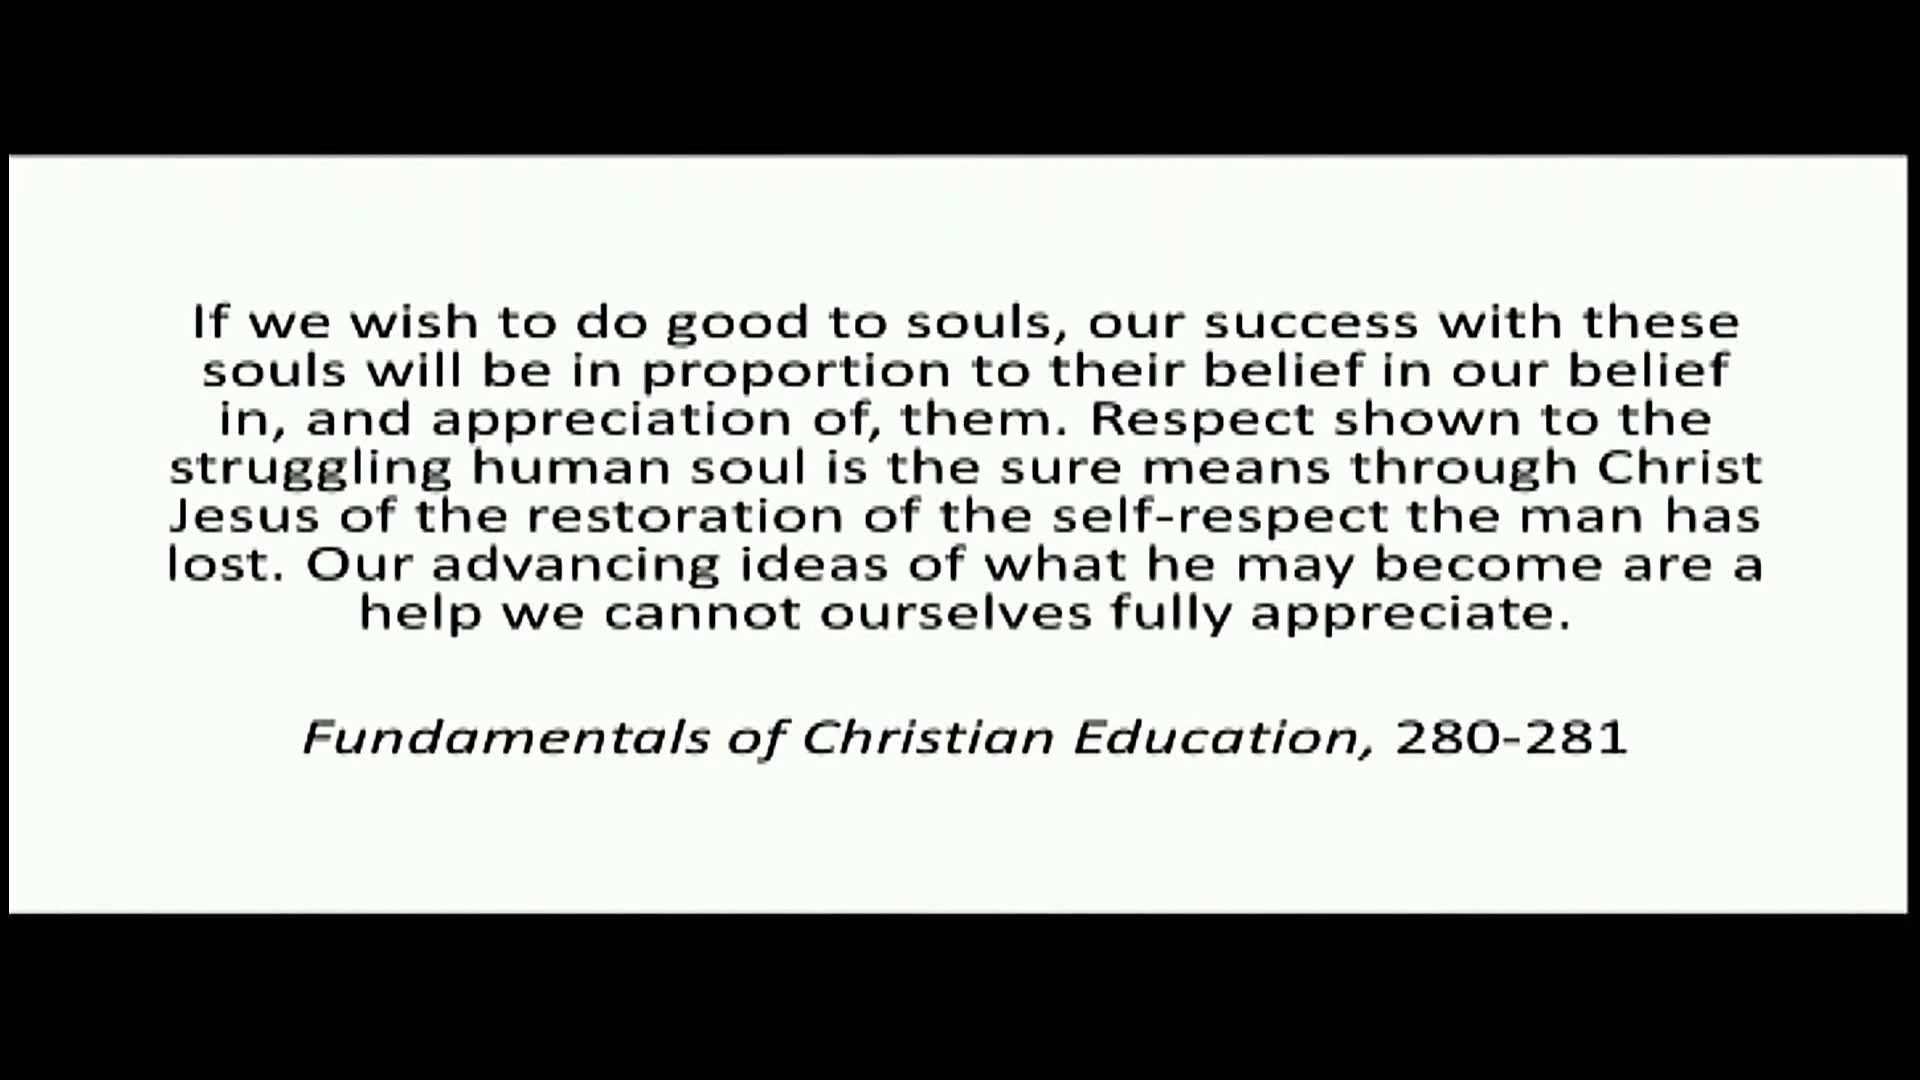 If we wish to do good to souls, our success with these
souls will be in proportion to their belief in our belief
in, and appreciation of, them. Respect shown to the
struggling human soul is the sure means through Christ
Jesus of the restoration of the self-respect the man has
lost. Our advancing ideas of what he may become are a
help we cannot ourselves fully appreciate.
Fundamentals of Christian Education, 280-281